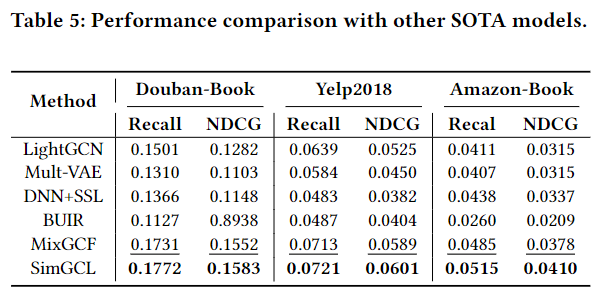 Table 5: Performance comparison with other SOTA models.
Method Douban-Book Yelp2018 Amazon-Book
Recall NDCG Recall NDCG Recal NDCG
LightGCN 0.1501 0.1282 0.0639 0.0525 0.0411 0.0315
Mult-VAE 0.1310 0.1103 0.0584 0.0450 0.0407 0.0315
DNN+SSL 0.1366 0.1148 0.0483 0.0382 0.0438 0.0337
BUIR 0.1127 0.8938 0.0487 0.0404 0.0260 0.0209
MixGCF 0.1731 0.1552 0.0713 0.0589 0.0485 0.0378
SimGCL 0.1772 0.1583 0.0721 0.0601 0.0515 0.0410